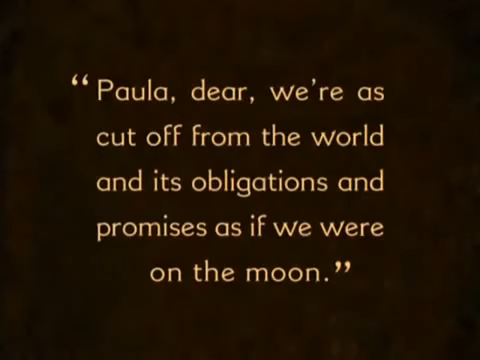 “Paula, dear, we’re as
cut off from the world
and its obligations and
promises as if we were
on the moon.”